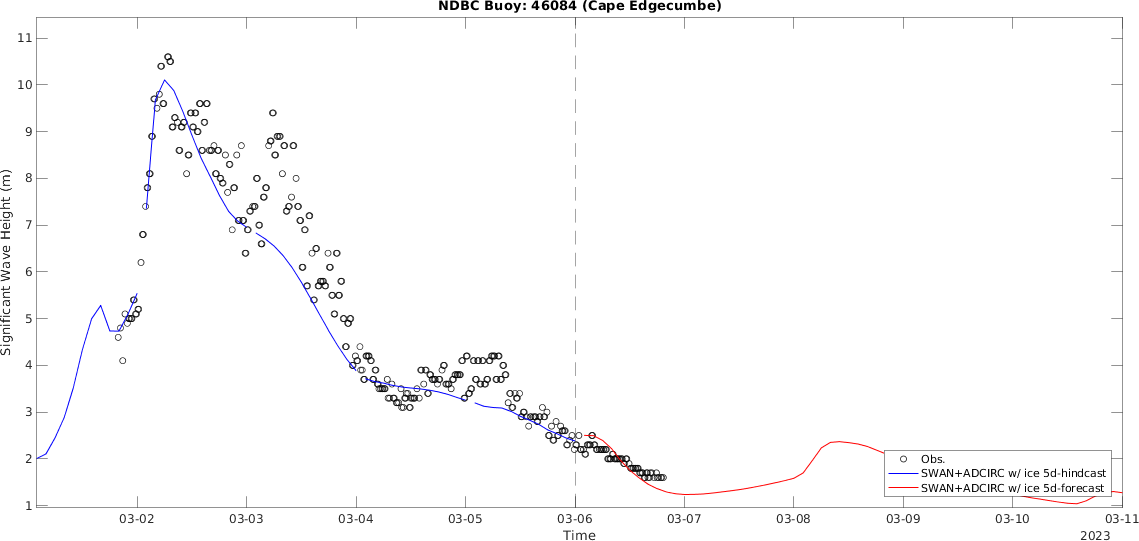 NDBC Buoy: 46084 (Cape Edgecumbe)
11
10
9
8
7
6
5
4
3
2
1
Significant Wave Height (m)
Obs.
SWAN+ADCIRC w/ ice 5d-hindcast
SWAN+ADCIRC w/ ice 5d-forecast
03-02 03-03 03-04 03-05 03-06 03-07 03-08 03-09 03-10 03-11
Time
2023